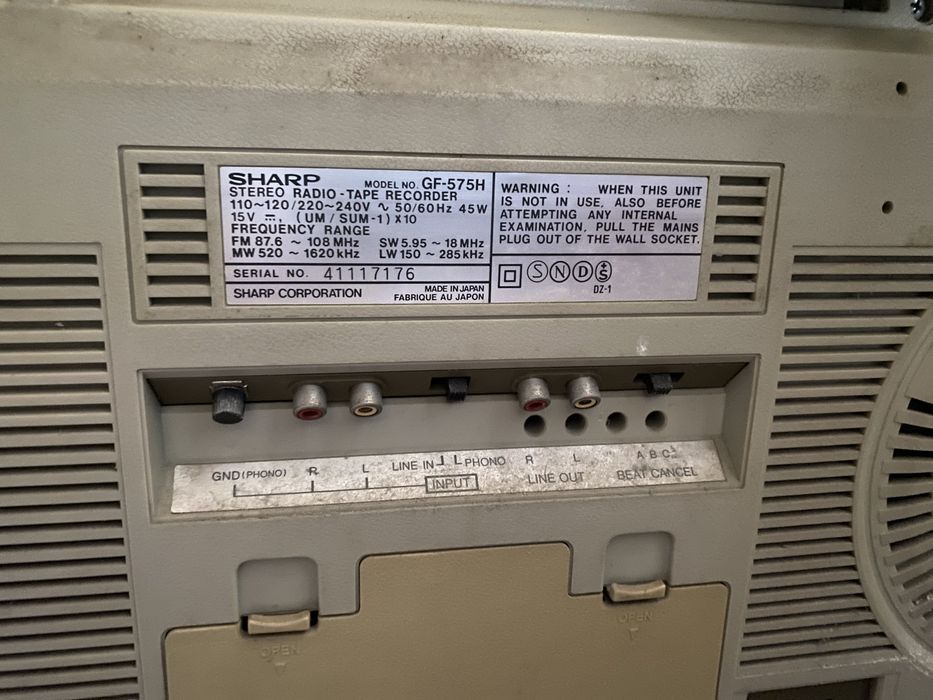 SHARP MODEL NO. GF-575H
STEREO RADIO-TAPE RECORDER
110~120/220~240V ∿ 50/60Hz 45W
15V ⎓, (UM/SUM-1) X10
FREQUENCY RANGE
FM 87.6 ~ 108 MHz SW 5.95 ~ 18 MHz
MW 520 ~ 1620 kHz LW 150 ~ 285 kHz
SERIAL NO. 41117176
SHARP CORPORATION MADE IN JAPAN
FABRIQUE AU JAPON
WARNING : WHEN THIS UNIT
IS NOT IN USE, ALSO BEFORE
ATTEMPTING ANY INTERNAL
EXAMINATION, PULL THE MAINS
PLUG OUT OF THE WALL SOCKET.
S N D S
DZ-1
GND (PHONO) R L LINE IN PHONO R L A B C
INPUT LINE OUT BEAT CANCEL
OPEN OPEN